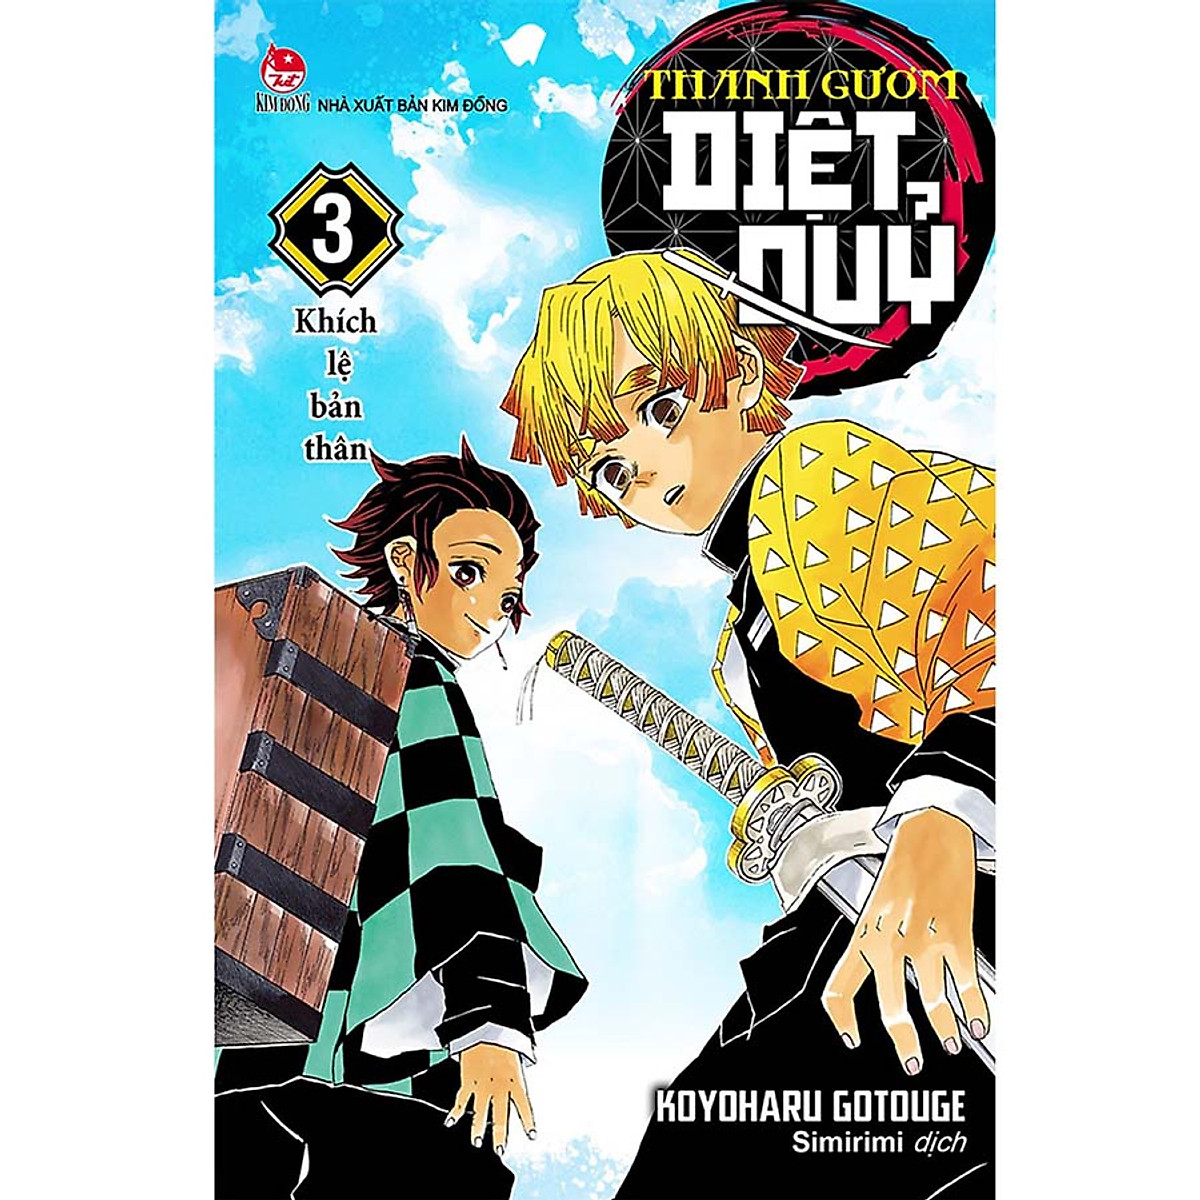 Kút
KIM ĐỒNG
NHÀ XUẤT BẢN KIM ĐỒNG
THANH GƯƠM
DIỆT
QUỶ
3
Khích
lệ
bản
thân
KOYOHARU GOTOUGE
Simirimi dịch